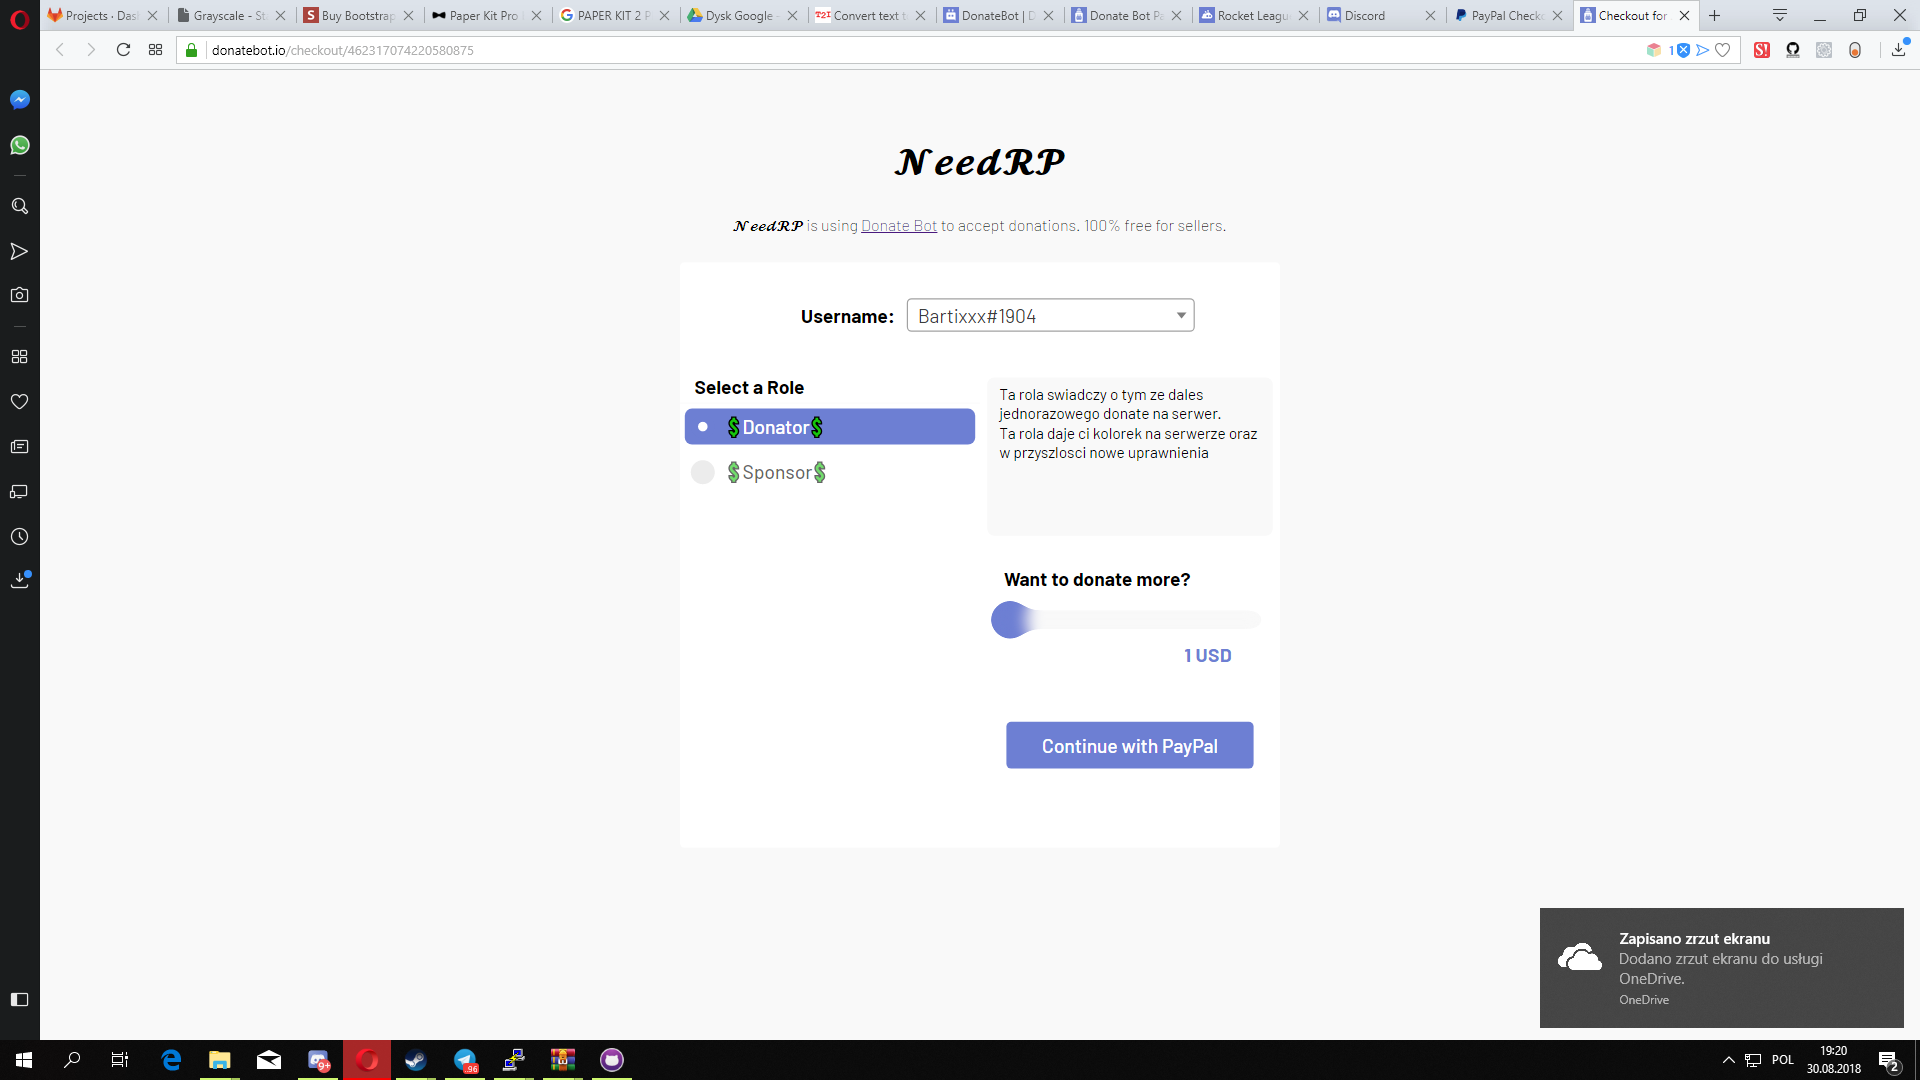 Projects · Das
Grayscale - St
Buy Bootstrap
Paper Kit Pro
PAPER KIT 2 P
Dysk Google -
Convert text t
DonateBot | D
Donate Bot Pa
Rocket Leagu
Discord
PayPal Check
Checkout for
donatebot.io/checkout/462317074220580875
1
NeedRP
NeedRP is using Donate Bot to accept donations. 100% free for sellers.
Username: Bartixxx#1904
Select a Role
$Donator$
$Sponsor$
Ta rola swiadczy o tym ze dales
jednorazowego donate na serwer.
Ta rola daje ci kolorek na serwerze oraz
w przyszlosci nowe uprawnienia
Want to donate more?
1 USD
Continue with PayPal
Zapisano zrzut ekranu
Dodano zrzut ekranu do usługi
OneDrive.
OneDrive
9+
96
POL
19:20
30.08.2018
2